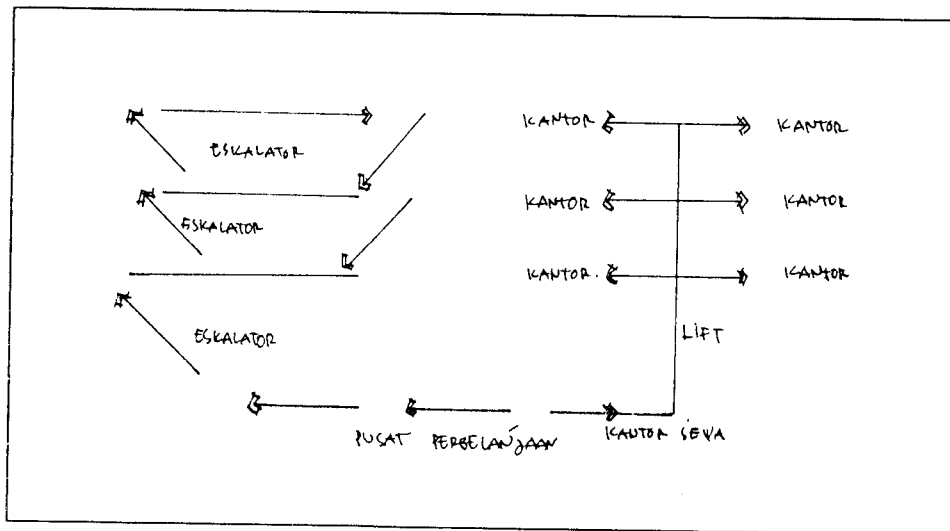 KANTOR KANTOR
ESKALATOR
KANTOR KANTOR
ESKALATOR
KANTOR. KANTOR
ESKALATOR
LIFT
PUSAT PERBELANJAAN KANTOR SEWA